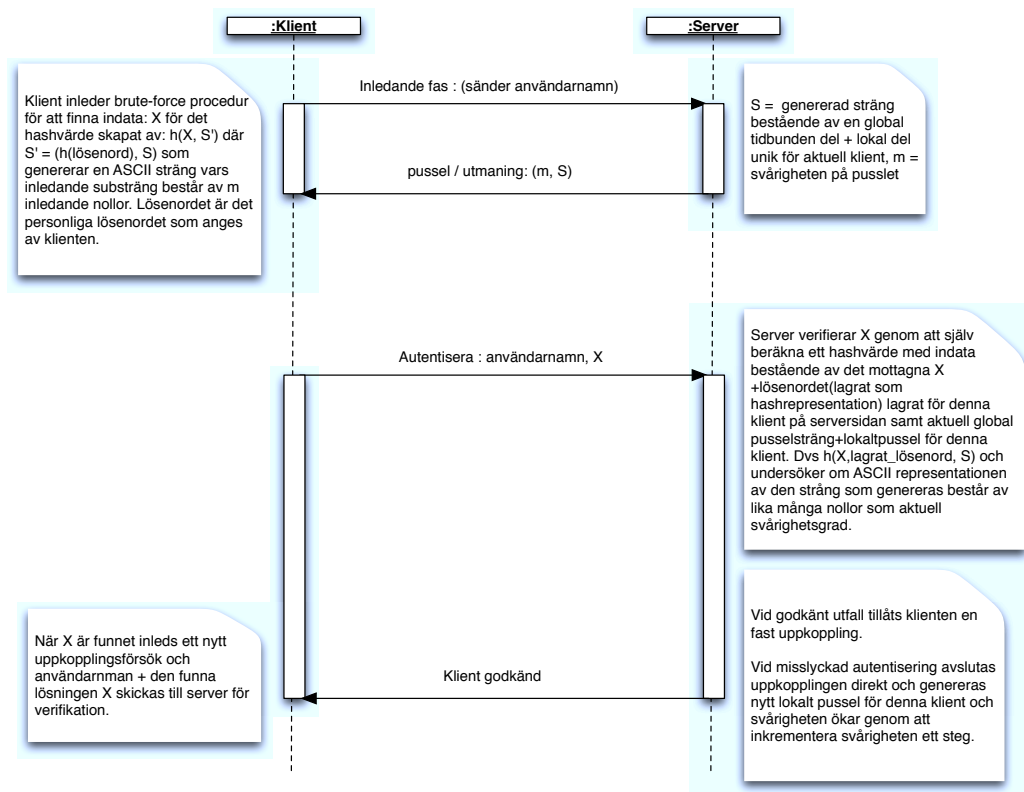 :Klient
:Server
Klient inleder brute-force procedur
för att finna indata: X för det
hashvärde skapat av: h(X, S') där
S' = (h(lösenord), S) som
genererar en ASCII sträng vars
inledande substräng består av m
inledande nollor. Lösenordet är det
personliga lösenordet som anges
av klienten.
Inledande fas : (sänder användarnamn)
pussel / utmaning: (m, S)
S = genererad sträng
bestående av en global
tidbunden del + lokal del
unik för aktuell klient, m =
svårigheten på pusslet
Autentisera : användarnamn, X
Server verifierar X genom att själv
beräkna ett hashvärde med indata
bestående av det mottagna X
+lösenordet(lagrat som
hashrepresentation) lagrat för denna
klient på serversidan samt aktuell global
pusselsträng+lokaltpussel för denna
klient. Dvs h(X,lagrat_lösenord, S) och
undersöker om ASCII representationen
av den strång som genereras består av
lika många nollor som aktuell
svårighetsgrad.
När X är funnet inleds ett nytt
uppkopplingsförsök och
användarnman + den funna
lösningen X skickas till server för
verifikation.
Klient godkänd
Vid godkänt utfall tillåts klienten en
fast uppkoppling.
Vid misslyckad autentisering avslutas
uppkopplingen direkt och genereras
nytt lokalt pussel för denna klient och
svårigheten ökar genom att
inkrementera svårigheten ett steg.